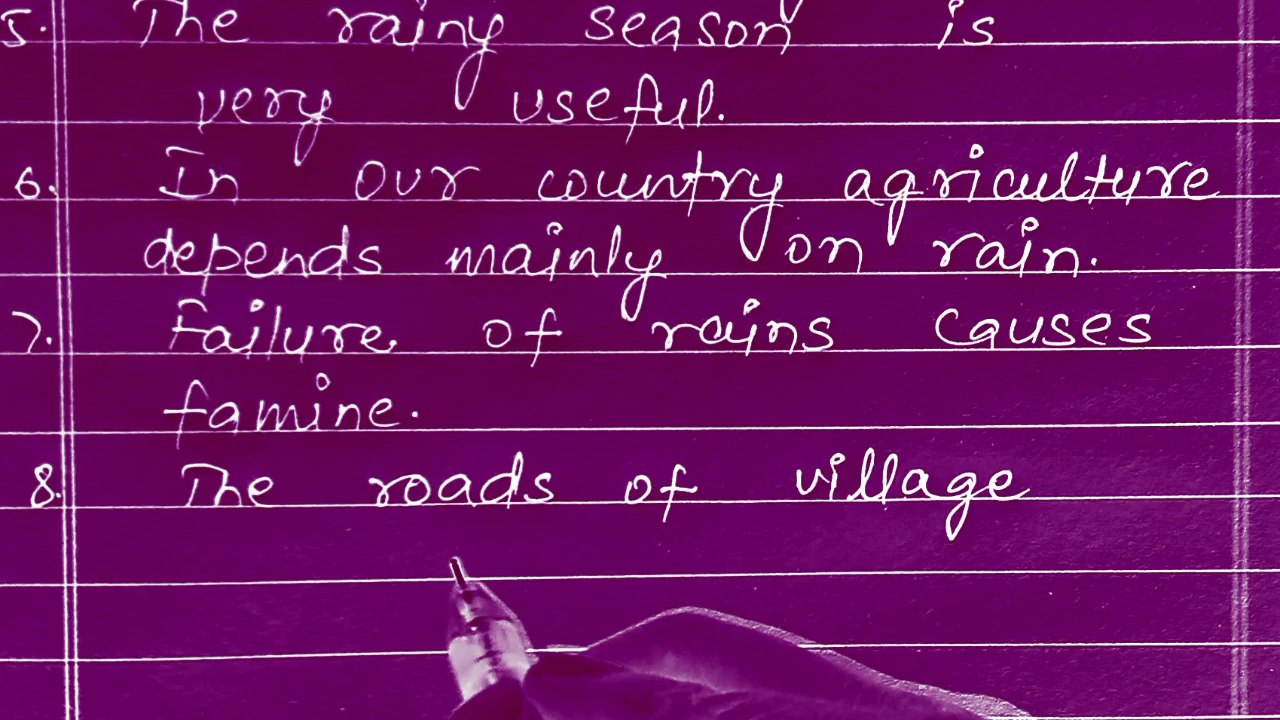 5. The rainy season is
very useful.
6. In our country agriculture
depends mainly on rain.
7. Failure of rains causes
famine.
8. The roads of village